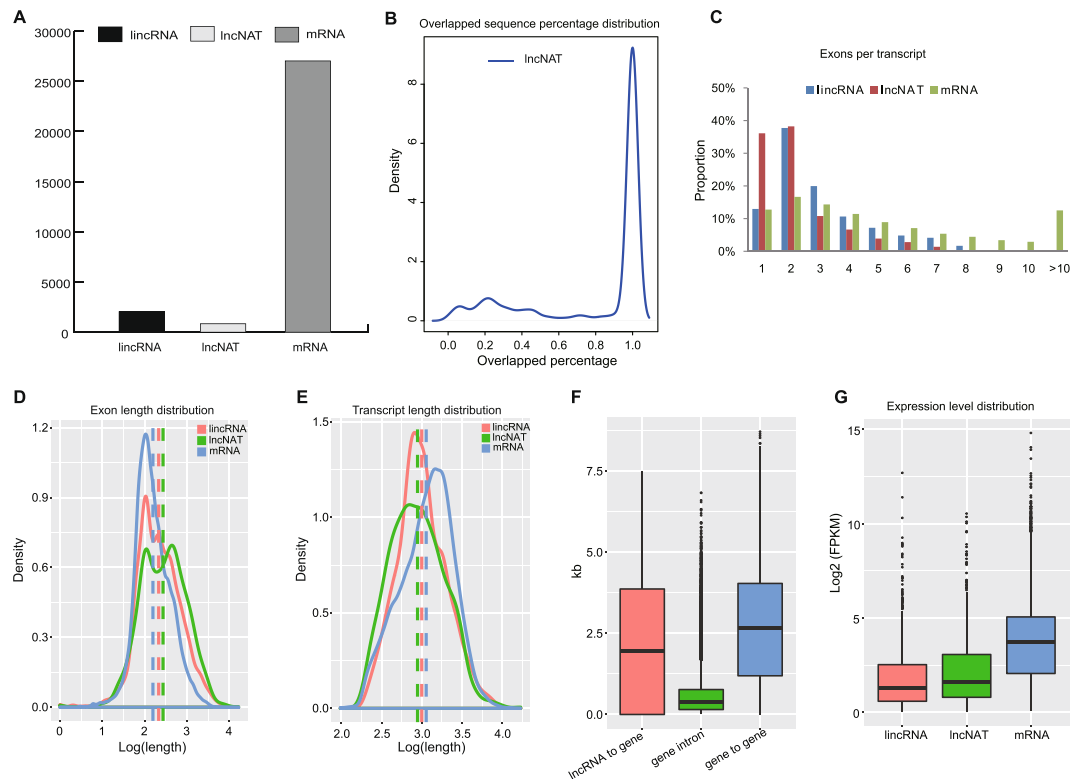 A
lincRNA lncNAT mRNA
30000
25000
20000
15000
10000
5000
0
lincRNA lncNAT mRNA
B
Overlapped sequence percentage distribution
lncNAT
Density
8
6
4
2
0
0.0 0.2 0.4 0.6 0.8 1.0
Overlapped percentage
C
Exons per transcript
lincRNA lncNAT mRNA
Proportion
50%
40%
30%
20%
10%
0%
1 2 3 4 5 6 7 8 9 10 >10
D
Exon length distribution
lincRNA
lncNAT
mRNA
Density
1.2
0.9
0.6
0.3
0.0
0 1 2 3 4
Log(length)
E
Transcript length distribution
lincRNA
lncNAT
mRNA
Density
1.5
1.0
0.5
0.0
2.0 2.5 3.0 3.5 4.0
Log(length)
F
kb
7.5
5.0
2.5
0.0
lncRNA to gene gene intron gene to gene
G
Expression level distribution
Log2 (FPKM)
15
10
5
0
lincRNA lncNAT mRNA